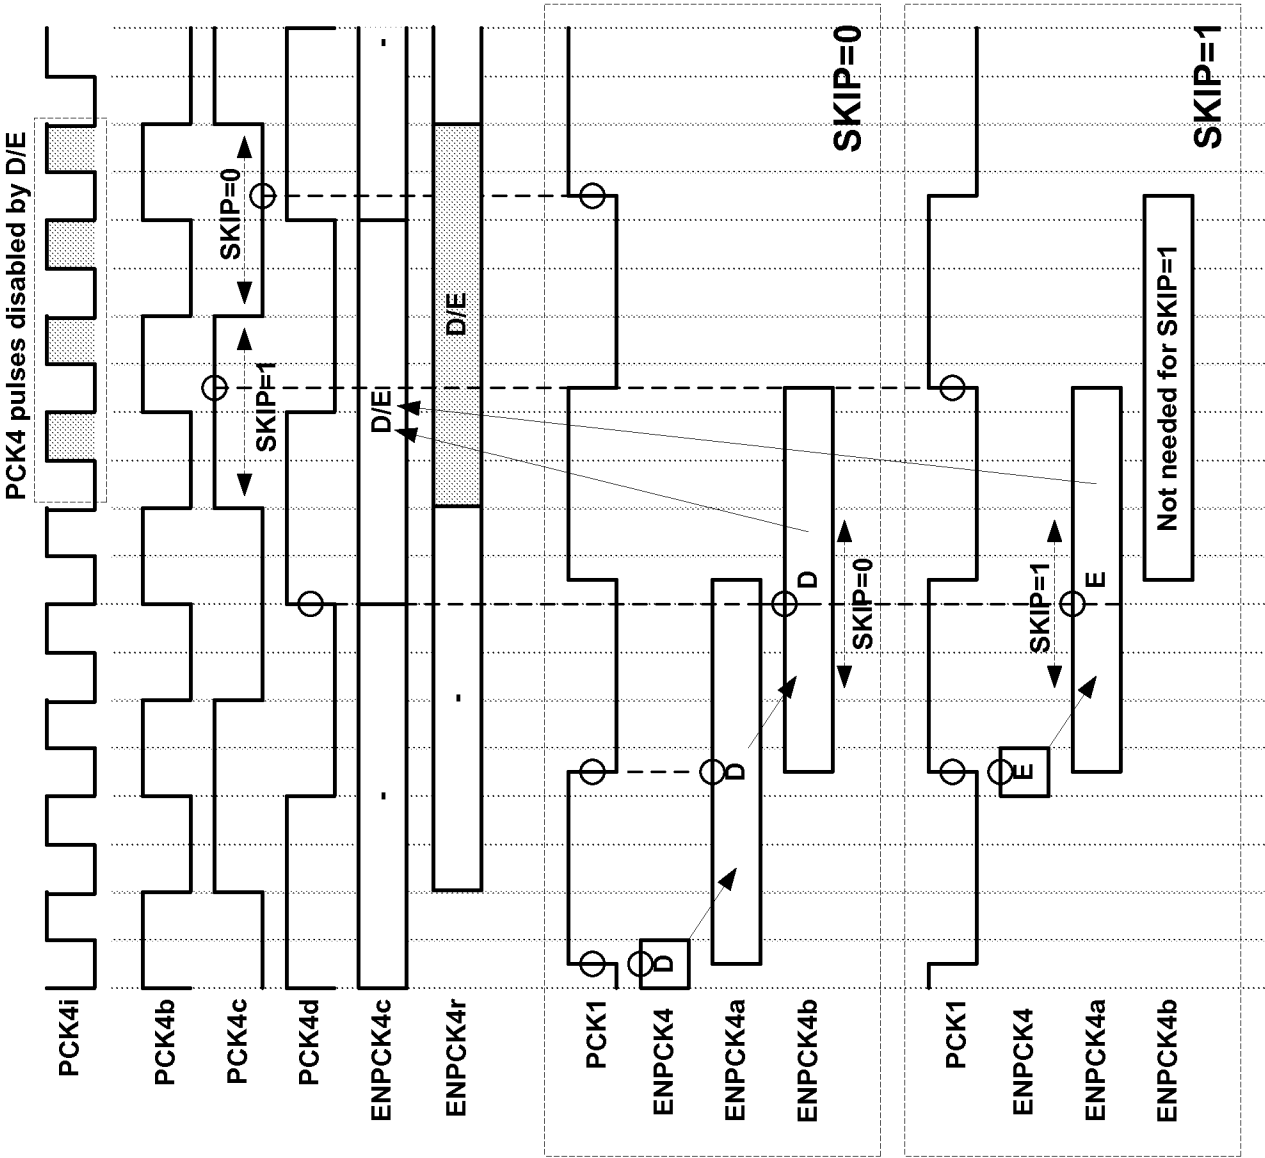 PCK4 pulses disabled by D/E
PCK4i
PCK4b
PCK4c
SKIP=1
SKIP=0
PCK4d
ENPCK4c
-
D/E
-
ENPCK4r
-
D/E
SKIP=0
PCK1
ENPCK4
D
ENPCK4a
D
ENPCK4b
D
SKIP=0
SKIP=1
PCK1
ENPCK4
E
SKIP=1
ENPCK4a
E
ENPCK4b
Not needed for SKIP=1